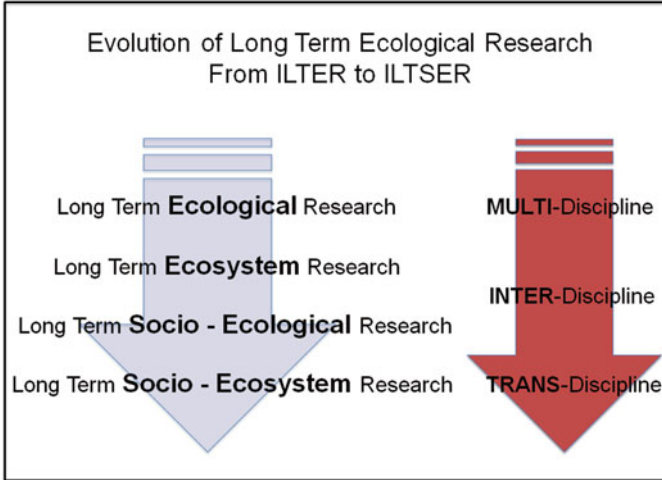 Evolution of Long Term Ecological Research
From ILTER to ILTSER
Long Term Ecological Research
Long Term Ecosystem Research
Long Term Socio - Ecological Research
Long Term Socio - Ecosystem Research
MULTI-Discipline
INTER-Discipline
TRANS-Discipline